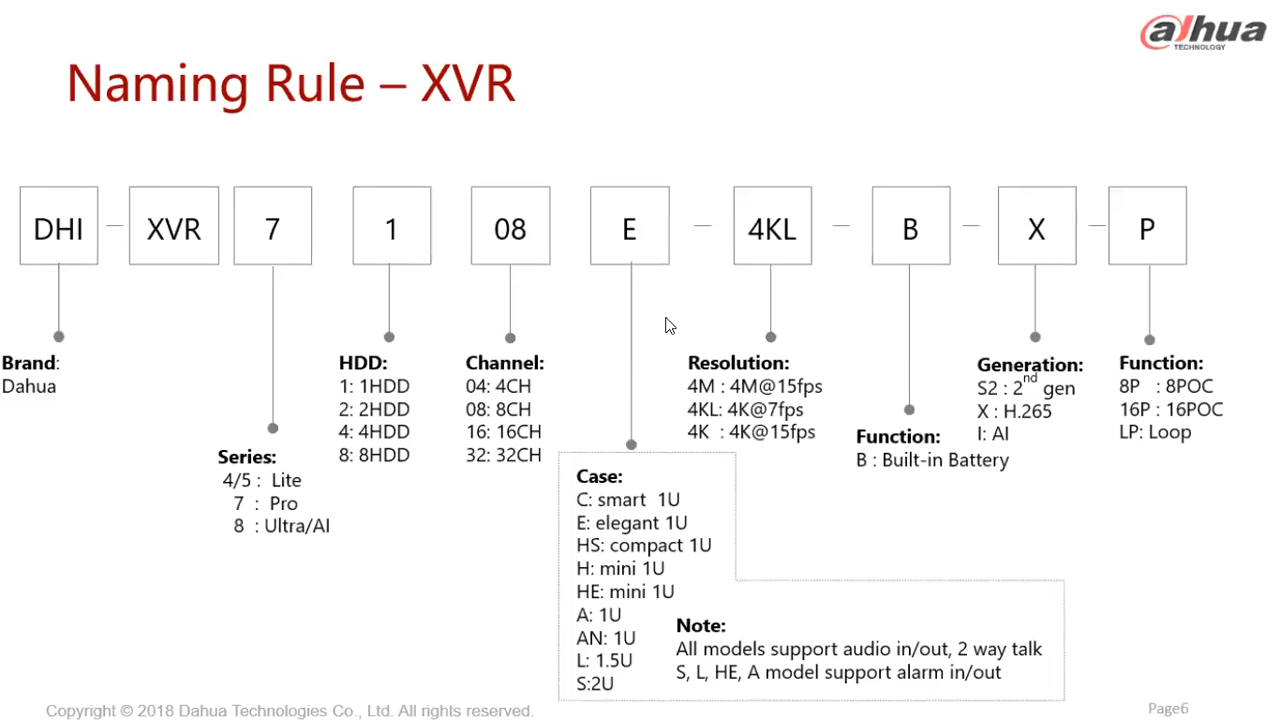 alhua
TECHNOLOGY
Naming Rule – XVR
DHI – XVR 7 1 08 E – 4KL – B – X – P
Brand:
Dahua
Series:
4/5 : Lite
7 : Pro
8 : Ultra/AI
HDD:
1: 1HDD
2: 2HDD
4: 4HDD
8: 8HDD
Channel:
04: 4CH
08: 8CH
16: 16CH
32: 32CH
Case:
C: smart 1U
E: elegant 1U
HS: compact 1U
H: mini 1U
HE: mini 1U
A: 1U
AN: 1U
L: 1.5U
S:2U
Note:
All models support audio in/out, 2 way talk
S, L, HE, A model support alarm in/out
Resolution:
4M : 4M@15fps
4KL: 4K@7fps
4K : 4K@15fps
Function:
B : Built-in Battery
Generation:
S2 : 2nd gen
X : H.265
I: AI
Function:
8P : 8POC
16P : 16POC
LP: Loop
Copyright © 2018 Dahua Technologies Co., Ltd. All rights reserved.
Page6